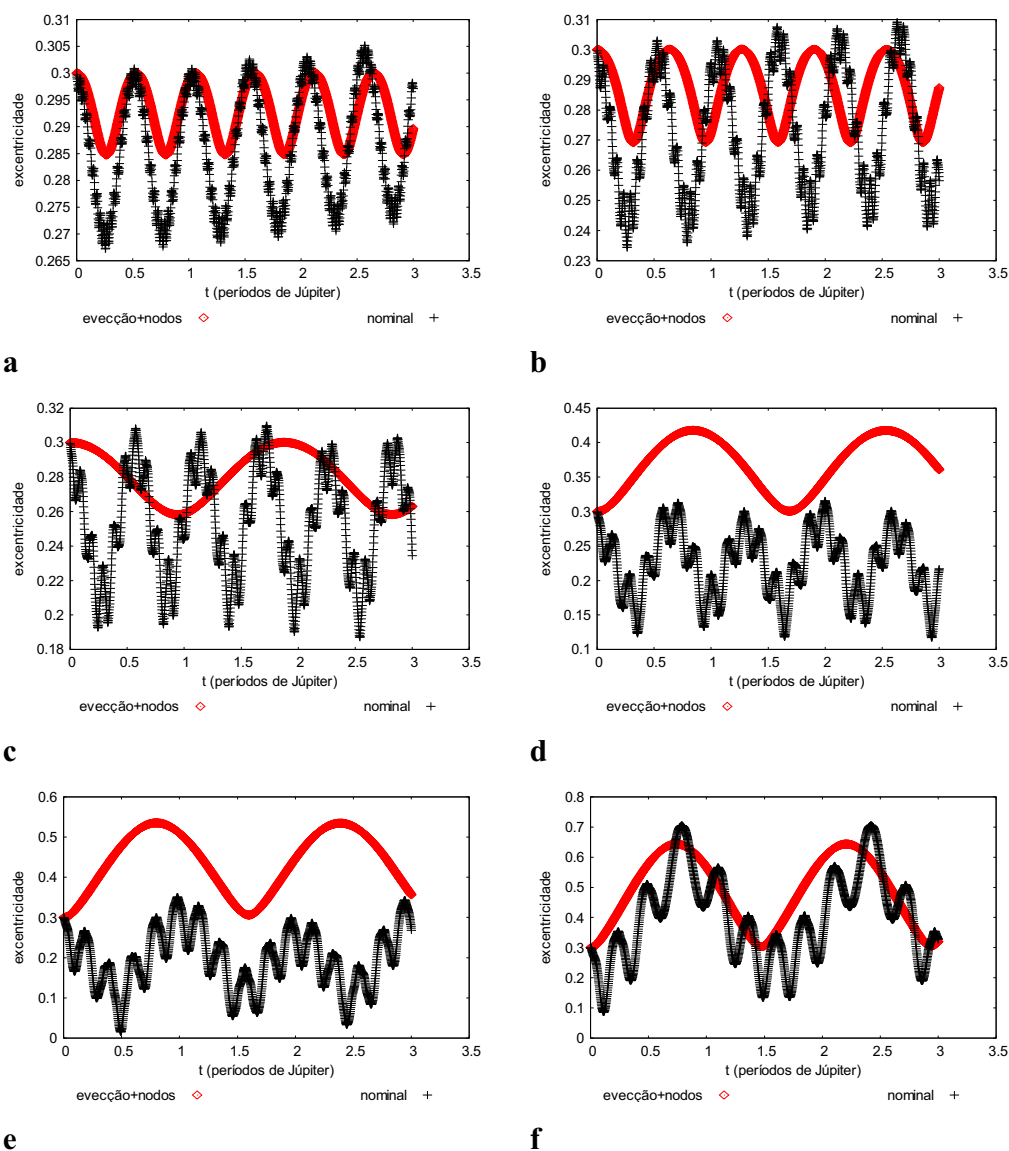 0.31
0.305
0.3
0.295
0.29
0.285
0.28
0.275
0.27
0.265
excentricidade
0 0.5 1 1.5 2 2.5 3 3.5
t (períodos de Júpiter)
evecção+nodos nominal
a
0.31
0.3
0.29
0.28
0.27
0.26
0.25
0.24
0.23
excentricidade
0 0.5 1 1.5 2 2.5 3 3.5
t (períodos de Júpiter)
evecção+nodos nominal
b
0.32
0.3
0.28
0.26
0.24
0.22
0.2
0.18
excentricidade
0 0.5 1 1.5 2 2.5 3 3.5
t (períodos de Júpiter)
evecção+nodos nominal
c
0.45
0.4
0.35
0.3
0.25
0.2
0.15
0.1
excentricidade
0 0.5 1 1.5 2 2.5 3 3.5
t (períodos de Júpiter)
evecção+nodos nominal
d
0.6
0.5
0.4
0.3
0.2
0.1
0
excentricidade
0 0.5 1 1.5 2 2.5 3 3.5
t (períodos de Júpiter)
evecção+nodos nominal
e
0.8
0.7
0.6
0.5
0.4
0.3
0.2
0.1
0
excentricidade
0 0.5 1 1.5 2 2.5 3 3.5
t (períodos de Júpiter)
evecção+nodos nominal
f